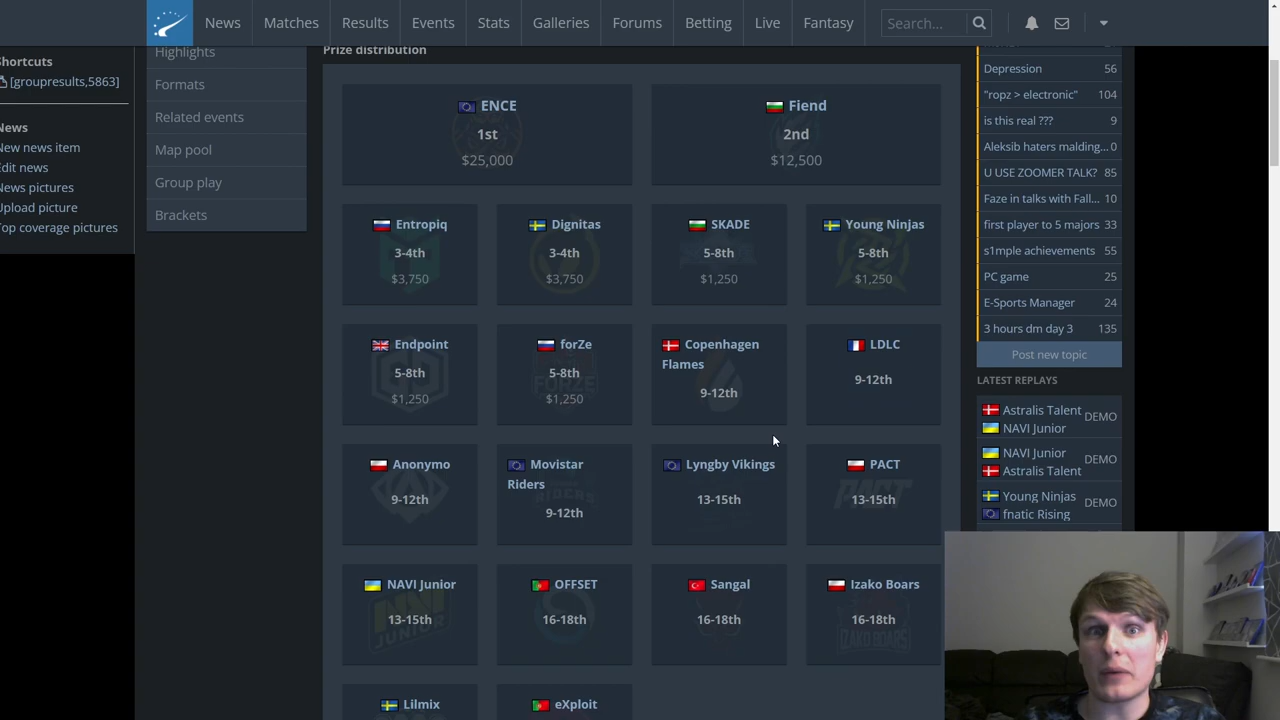 News
Matches
Results
Events
Stats
Galleries
Forums
Betting
Live
Fantasy
Search...
Shortcuts
[groupresults,5863]
News
New news item
Edit news
News pictures
Upload picture
Top coverage pictures
Highlights
Formats
Related events
Map pool
Group play
Brackets
Prize distribution
ENCE
1st
$25,000
Fiend
2nd
$12,500
Entropiq
3-4th
$3,750
Dignitas
3-4th
$3,750
SKADE
5-8th
$1,250
Young Ninjas
5-8th
$1,250
Endpoint
5-8th
$1,250
forZe
5-8th
$1,250
Copenhagen
Flames
9-12th
LDLC
9-12th
Anonymo
9-12th
Movistar
Riders
9-12th
Lyngby Vikings
13-15th
PACT
13-15th
NAVI Junior
13-15th
OFFSET
16-18th
Sangal
16-18th
Izako Boars
16-18th
Lilmix
eXploit
Depression 56
"ropz > electronic" 104
is this real ??? 9
Aleksib haters malding... 0
U USE ZOOMER TALK? 85
Faze in talks with Fall... 10
first player to 5 majors 33
s1mple achievements 55
PC game 25
E-Sports Manager 24
3 hours dm day 3 135
Post new topic
LATEST REPLAYS
Astralis Talent
NAVI Junior
DEMO
NAVI Junior
Astralis Talent
DEMO
Young Ninjas
fnatic Rising
DEMO